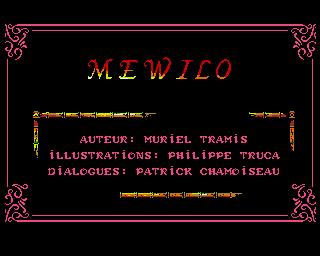 MEWILO
AUTEUR: MURIEL TRAMIS
ILLUSTRATIONS: PHILIPPE TRUCA
DIALOGUES: PATRICK CHAMOISEAU